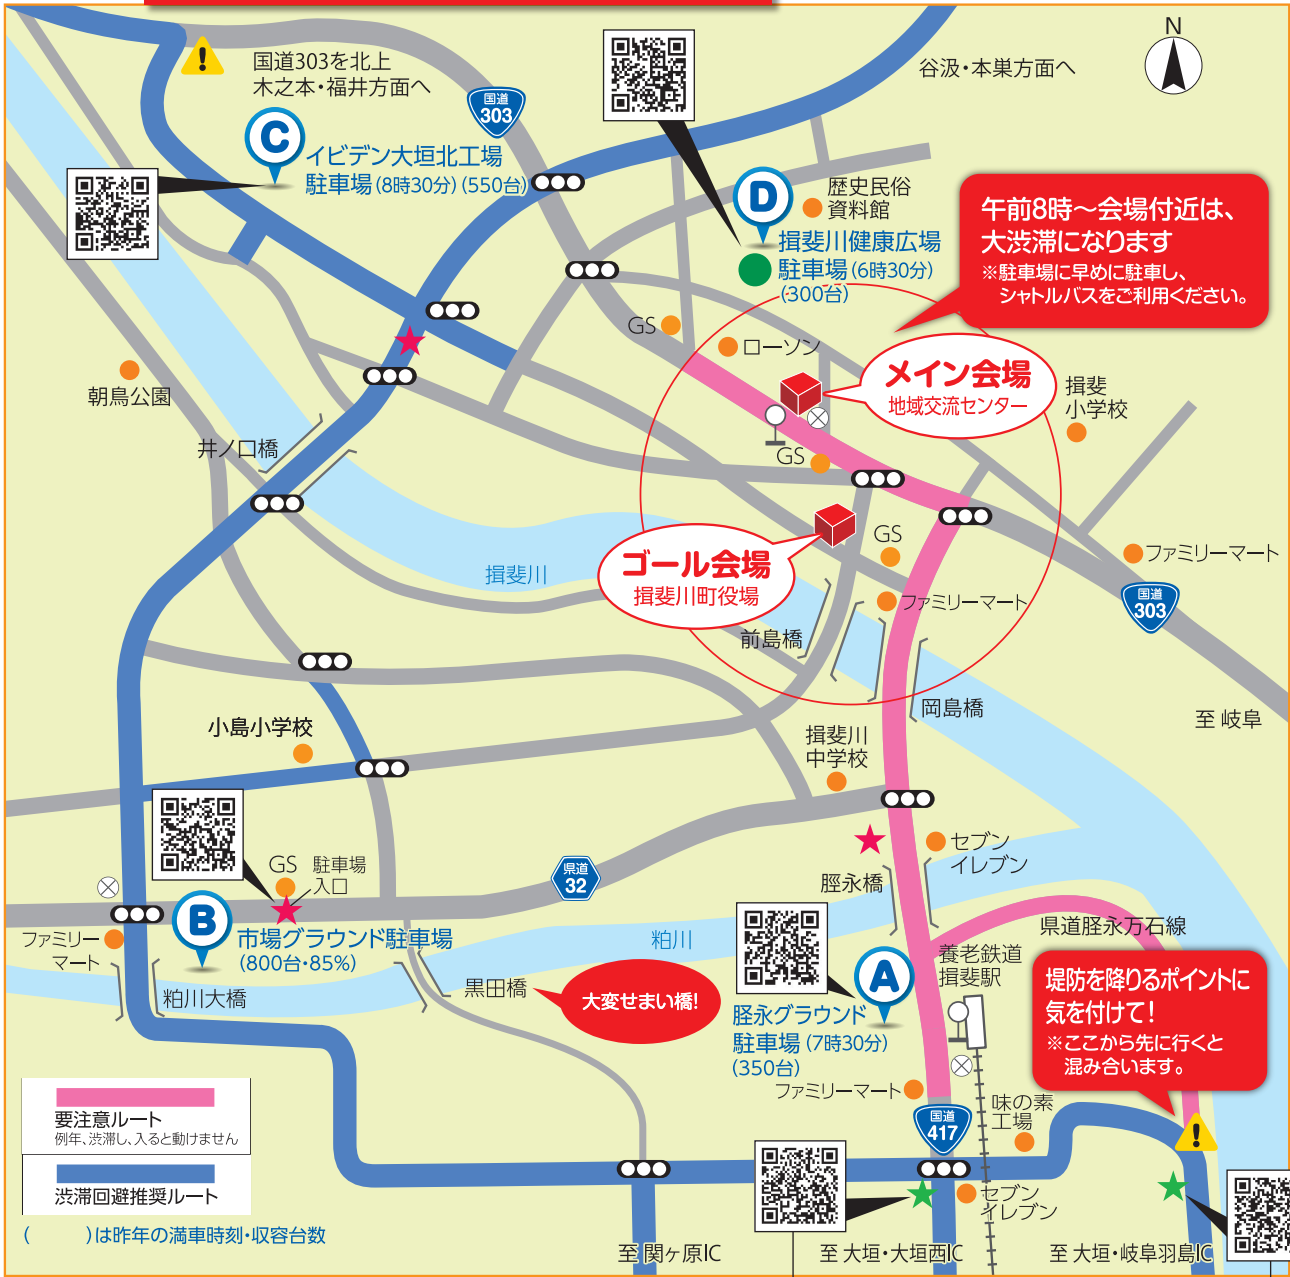 国道303を北上
木之本・福井方面へ
国道
303
谷汲・本巣方面へ
N
C
イビデン大垣北工場
駐車場(8時30分)(550台)
D
歴史民俗
資料館
揖斐川健康広場
駐車場(6時30分)
(300台)
午前8時〜会場付近は、
大渋滞になります
※駐車場に早めに駐車し、
シャトルバスをご利用ください。
GS
ローソン
メイン会場
地域交流センター
揖斐
小学校
朝鳥公園
井ノ口橋
GS
揖斐川
ゴール会場
揖斐川町役場
GS
ファミリーマート
ファミリーマート
国道
303
前島橋
岡島橋
至 岐阜
小島小学校
揖斐川
中学校
セブン
イレブン
GS
駐車場
入口
県道
32
脛永橋
B
市場グラウンド駐車場
(800台・85%)
ファミリー
マート
粕川大橋
粕川
黒田橋
大変せまい橋!
県道脛永万石線
養老鉄道
揖斐駅
A
脛永グラウンド
駐車場(7時30分)
(350台)
堤防を降りるポイントに
気を付けて!
※ここから先に行くと
混み合います。
ファミリーマート
国道
417
味の素
工場
セブン
イレブン
要注意ルート
例年、渋滞し、入ると動けません
渋滞回避推奨ルート
(　　)は昨年の満車時刻・収容台数
至 関ヶ原IC
至 大垣・大垣西IC
至 大垣・岐阜羽島IC